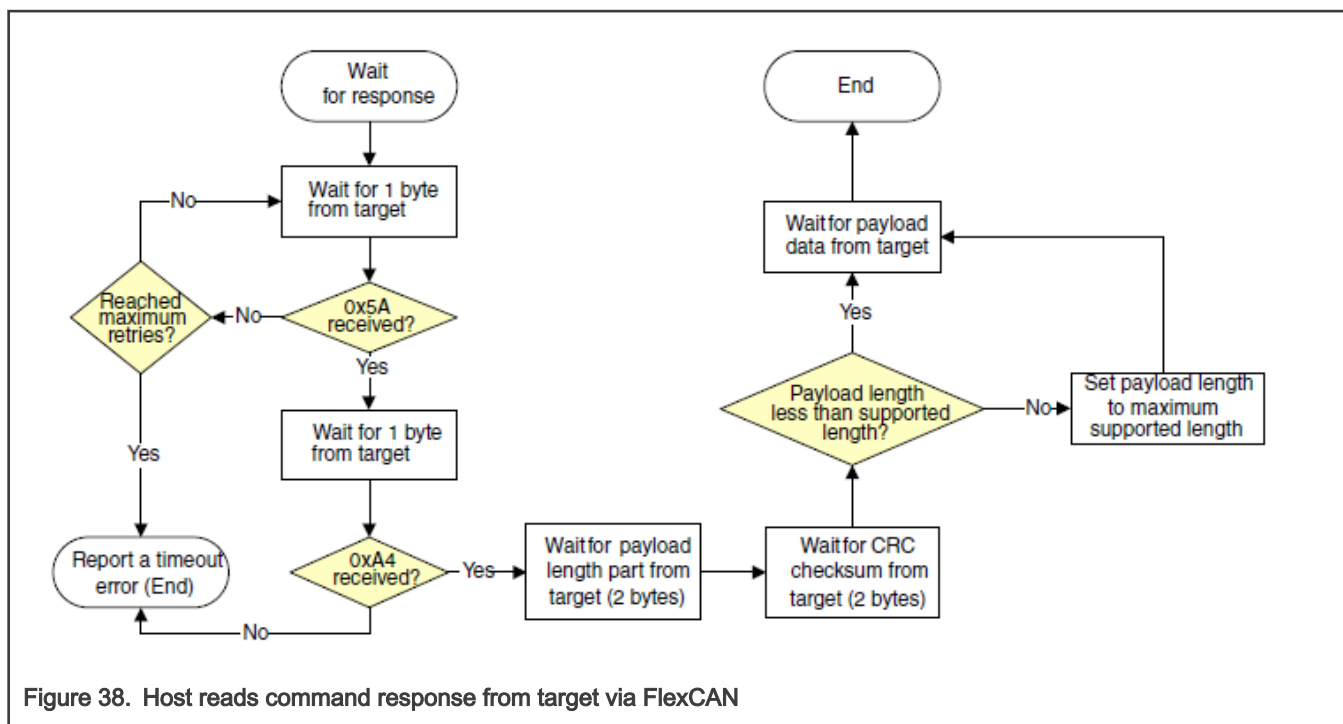 Wait
for response
Wait for 1 byte
from target
No
Reached
maximum
retries?
No
0x5A
received?
Yes
Yes
Wait for 1 byte
from target
Report a timeout
error (End)
0xA4
received?
No
Yes
Wait for payload
length part from
target (2 bytes)
Wait for CRC
checksum from
target (2 bytes)
Payload length
less than supported
length?
No
Set payload length
to maximum
supported length
Yes
Wait for payload
data from target
End
Figure 38. Host reads command response from target via FlexCAN